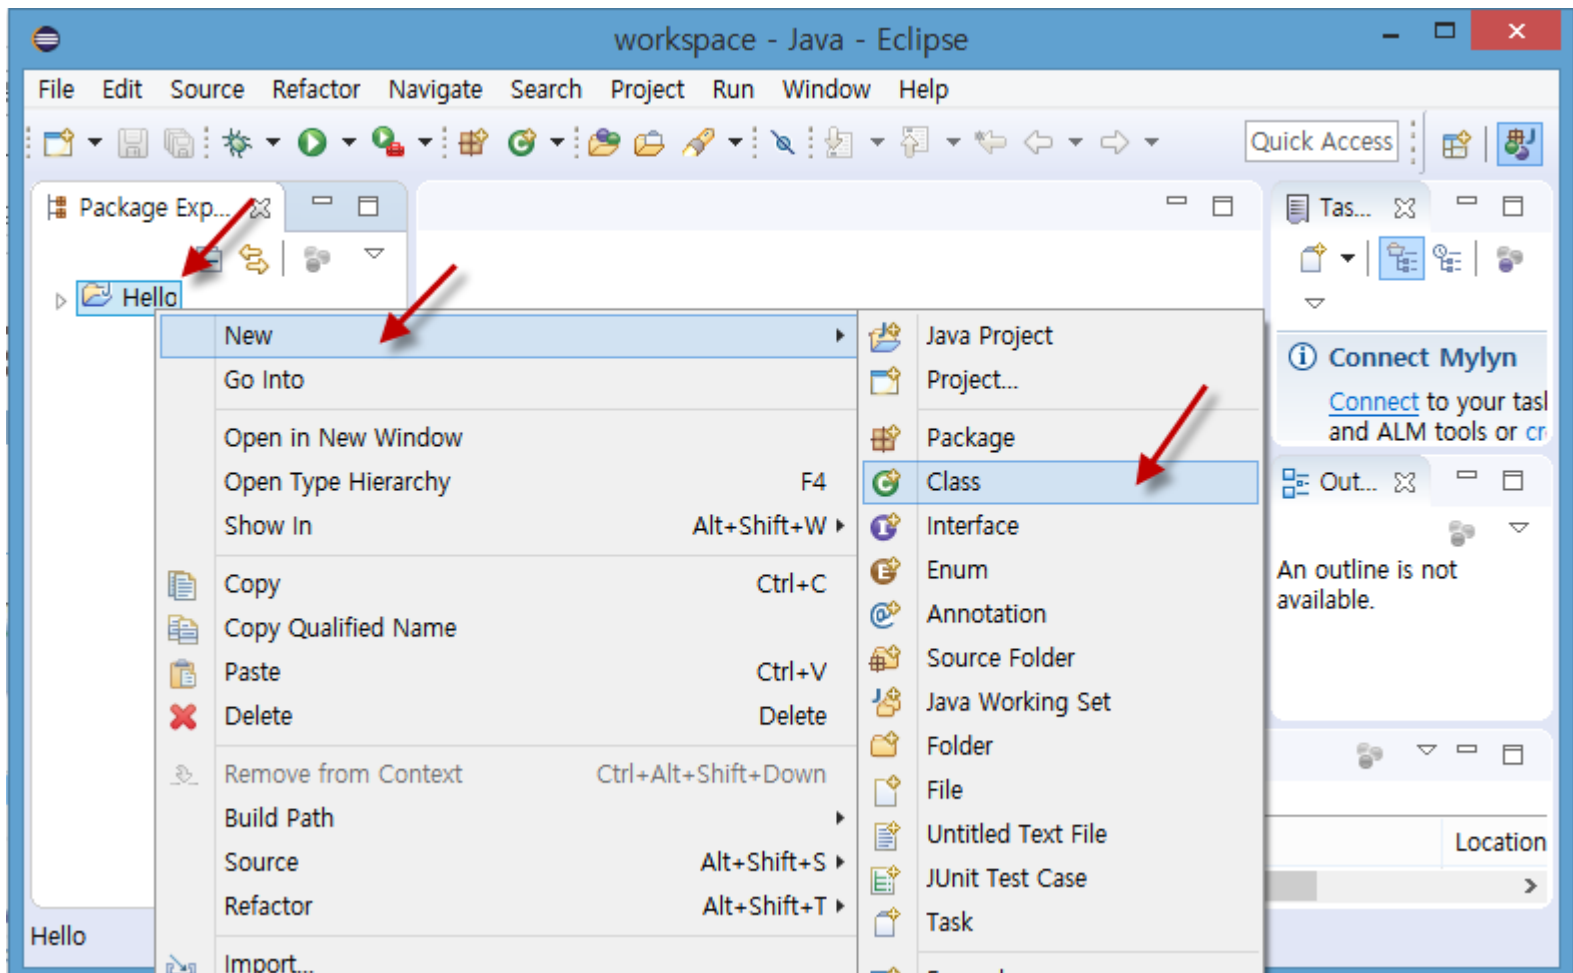 workspace - Java - Eclipse
File Edit Source Refactor Navigate Search Project Run Window Help
Quick Access
Package Exp...
Hello
New
Go Into
Open in New Window
Open Type Hierarchy F4
Show In Alt+Shift+W
Copy Ctrl+C
Copy Qualified Name
Paste Ctrl+V
Delete Delete
Remove from Context Ctrl+Alt+Shift+Down
Build Path
Source Alt+Shift+S
Refactor Alt+Shift+T
Import...
Java Project
Project...
Package
Class
Interface
Enum
Annotation
Source Folder
Java Working Set
Folder
File
Untitled Text File
JUnit Test Case
Task
Tas...
Connect Mylyn
Connect to your tasl
and ALM tools or cr
Out...
An outline is not
available.
Location
Hello